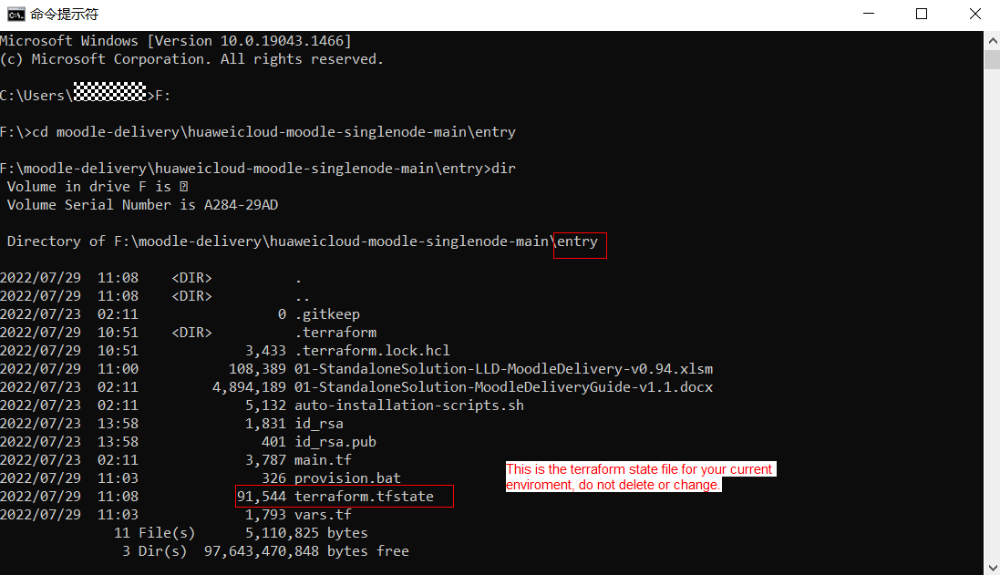 命令提示符
Microsoft Windows [Version 10.0.19043.1466]
(c) Microsoft Corporation. All rights reserved.
C:\Users\ >F:
F:\>cd moodle-delivery\huaweicloud-moodle-singlenode-main\entry
F:\moodle-delivery\huaweicloud-moodle-singlenode-main\entry>dir
Volume in drive F is
Volume Serial Number is A284-29AD
Directory of F:\moodle-delivery\huaweicloud-moodle-singlenode-main\entry
2022/07/29 11:08 <DIR> .
2022/07/29 11:08 <DIR> ..
2022/07/23 02:11 0 .gitkeep
2022/07/29 10:51 <DIR> .terraform
2022/07/29 10:51 3,433 .terraform.lock.hcl
2022/07/29 11:00 108,389 01-StandaloneSolution-LLD-MoodleDelivery-v0.94.xlsm
2022/07/23 02:11 4,894,189 01-StandaloneSolution-MoodleDeliveryGuide-v1.1.docx
2022/07/23 02:11 5,132 auto-installation-scripts.sh
2022/07/23 13:58 1,831 id_rsa
2022/07/23 13:58 401 id_rsa.pub
2022/07/23 02:11 3,787 main.tf
2022/07/29 11:03 326 provision.bat
2022/07/29 11:08 91,544 terraform.tfstate
2022/07/29 11:03 1,793 vars.tf
11 File(s) 5,110,825 bytes
3 Dir(s) 97,643,470,848 bytes free
This is the terraform state file for your current
enviroment, do not delete or change.